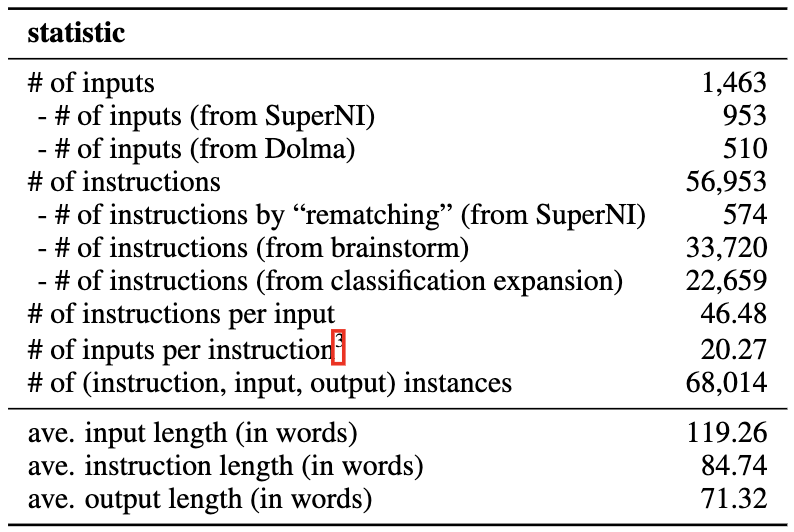 statistic
# of inputs 1,463
- # of inputs (from SuperNI) 953
- # of inputs (from Dolma) 510
# of instructions 56,953
- # of instructions by “rematching” (from SuperNI) 574
- # of instructions (from brainstorm) 33,720
- # of instructions (from classification expansion) 22,659
# of instructions per input 46.48
# of inputs per instruction3 20.27
# of (instruction, input, output) instances 68,014
ave. input length (in words) 119.26
ave. instruction length (in words) 84.74
ave. output length (in words) 71.32